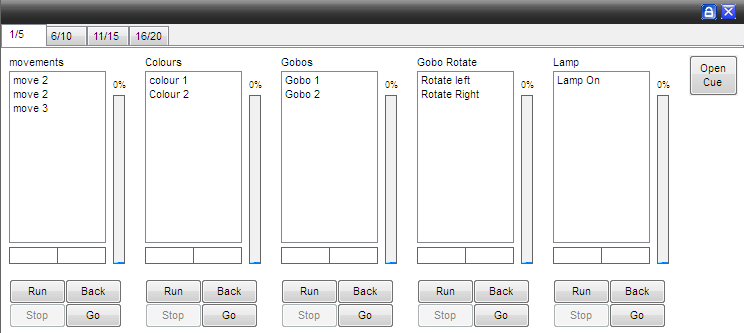 1/5 6/10 11/15 16/20
movements Colours Gobos Gobo Rotate Lamp
move 2 colour 1 Gobo 1 Rotate left Lamp On
move 2 Colour 2 Gobo 2 Rotate Right
move 3
0% 0% 0% 0% 0%
Open
Cue
Run Back Run Back Run Back Run Back Run Back
Stop Go Stop Go Stop Go Stop Go Stop Go